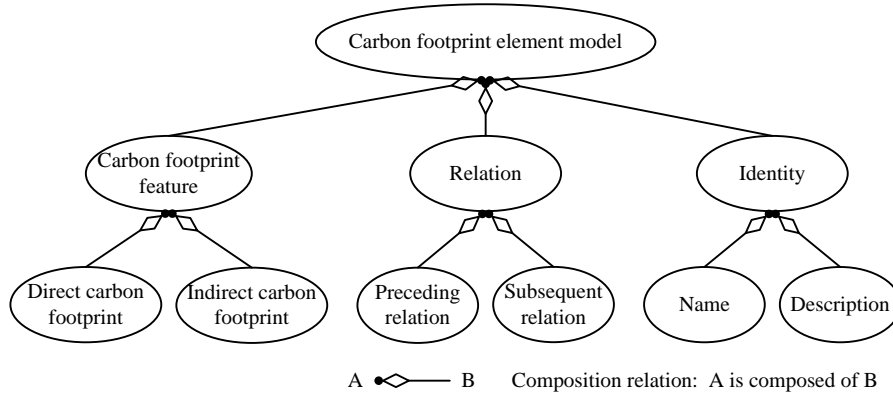 Carbon footprint element model
Carbon footprint
feature
Relation
Identity
Direct carbon
footprint
Indirect carbon
footprint
Preceding
relation
Subsequent
relation
Name
Description
A B Composition relation: A is composed of B